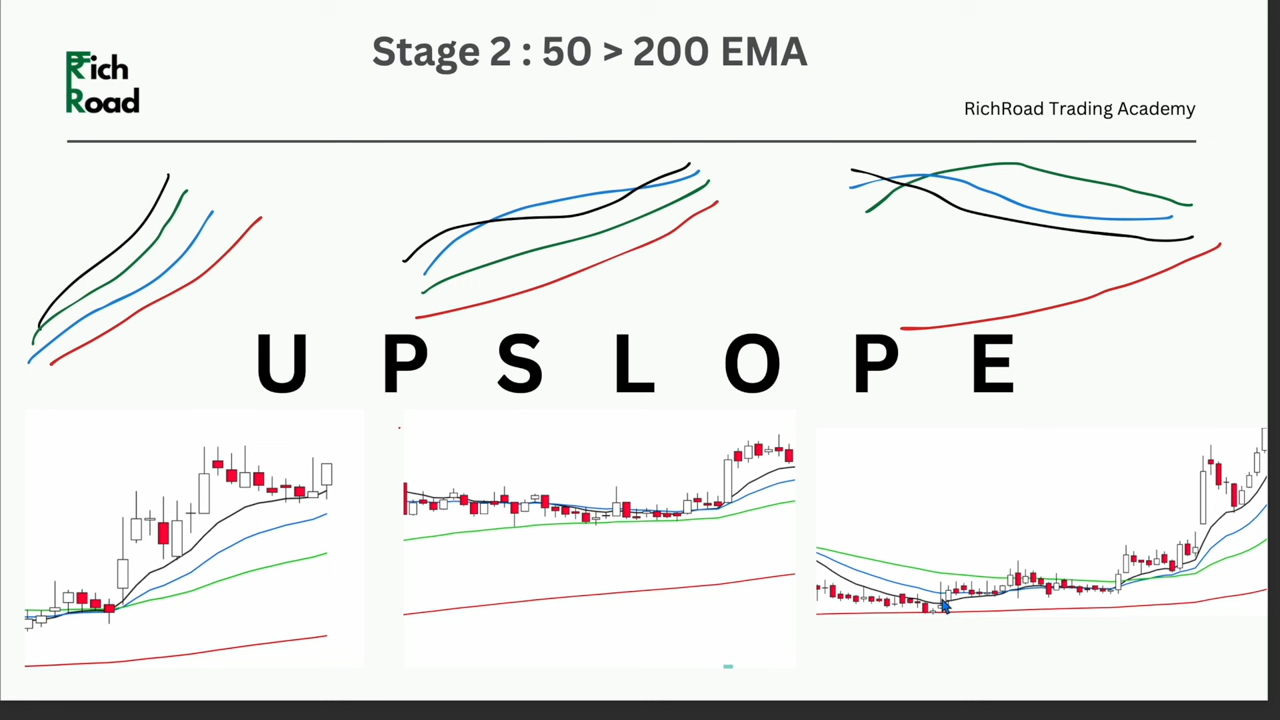 Stage 2 : 50 > 200 EMA
₹ich
Road
RichRoad Trading Academy
U P S L O P E